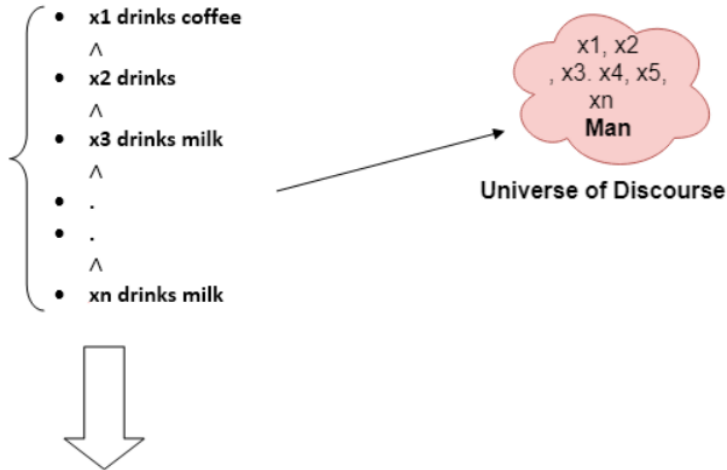 • x1 drinks coffee
∧
• x2 drinks
∧
• x3 drinks milk
∧
• .
• .
∧
• xn drinks milk
x1, x2
, x3. x4, x5,
xn
Man
Universe of Discourse